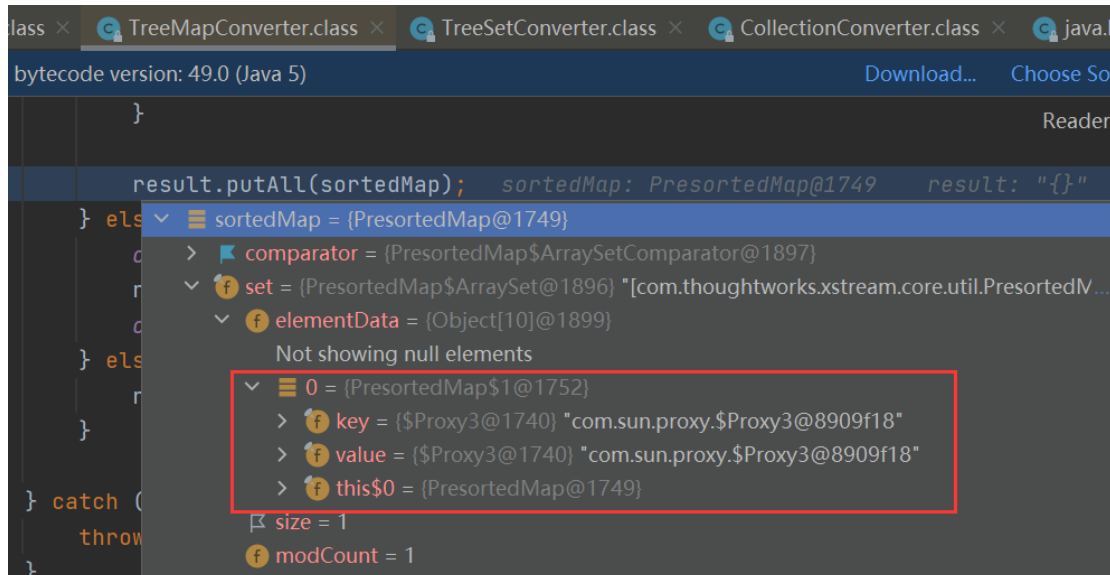 lass × TreeMapConverter.class × TreeSetConverter.class × CollectionConverter.class × java.
bytecode version: 49.0 (Java 5) Download... Choose So
}
Reader
result.putAll(sortedMap); sortedMap: PresortedMap@1749 result: "{}"
} els sortedMap = {PresortedMap@1749}
comparator = {PresortedMap$ArraySetComparator@1897}
r set = {PresortedMap$ArraySet@1896} "[com.thoughtworks.xstream.core.util.PresortedM...
elementData = {Object[10]@1899}
Not showing null elements
} els
0 = {PresortedMap$1@1752}
r
key = {$Proxy3@1740} "com.sun.proxy.$Proxy3@8909f18"
}
value = {$Proxy3@1740} "com.sun.proxy.$Proxy3@8909f18"
this$0 = {PresortedMap@1749}
} catch (
size = 1
throw
modCount = 1
}